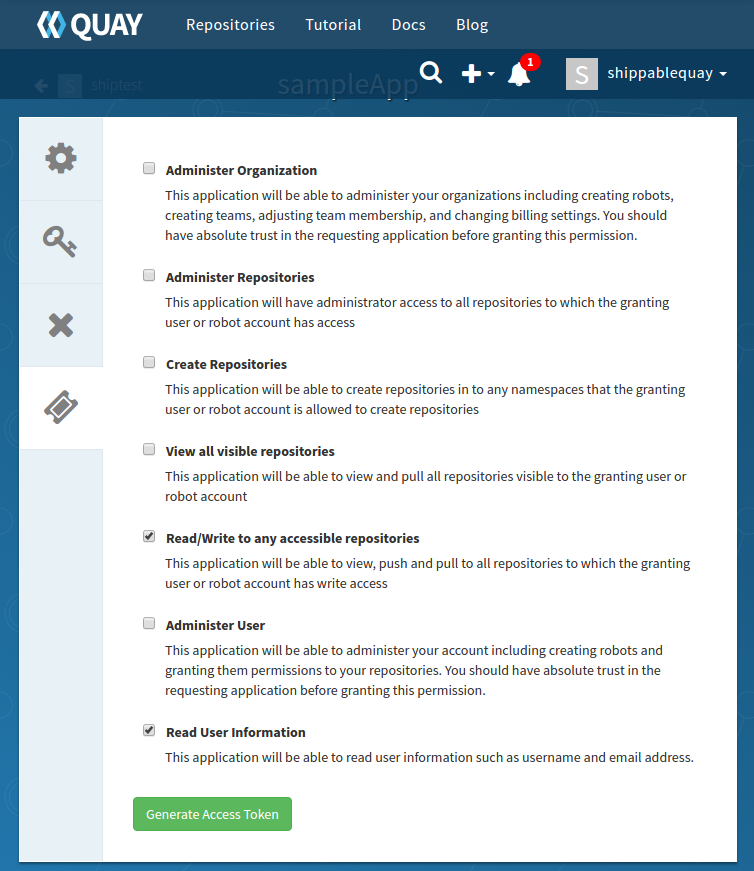 QUAY Repositories Tutorial Docs Blog
S shiptest sampleApp 1 S shippablequay
Administer Organization
This application will be able to administer your organizations including creating robots,
creating teams, adjusting team membership, and changing billing settings. You should
have absolute trust in the requesting application before granting this permission.
Administer Repositories
This application will have administrator access to all repositories to which the granting
user or robot account has access
Create Repositories
This application will be able to create repositories in to any namespaces that the granting
user or robot account is allowed to create repositories
View all visible repositories
This application will be able to view and pull all repositories visible to the granting user or
robot account
Read/Write to any accessible repositories
This application will be able to view, push and pull to all repositories to which the granting
user or robot account has write access
Administer User
This application will be able to administer your account including creating robots and
granting them permissions to your repositories. You should have absolute trust in the
requesting application before granting this permission.
Read User Information
This application will be able to read user information such as username and email address.
Generate Access Token